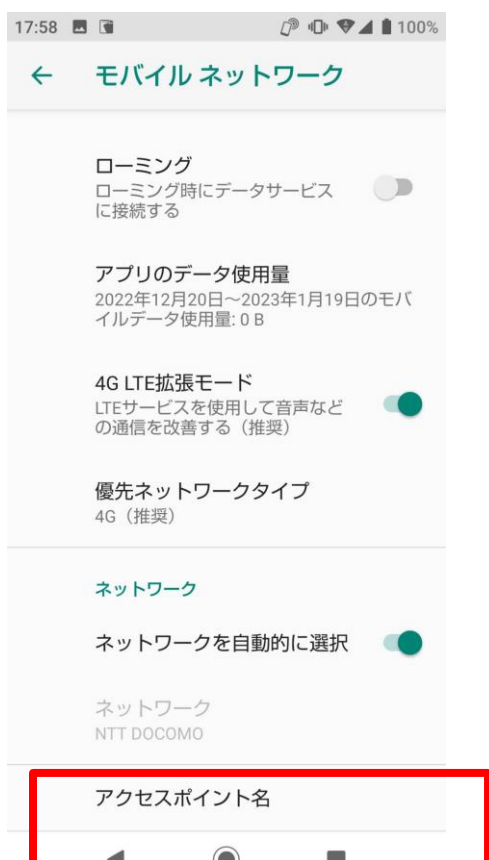 17:58 100%
モバイル ネットワーク
ローミング
ローミング時にデータサービス
に接続する
アプリのデータ使用量
2022年12月20日～2023年1月19日のモバ
イルデータ使用量: 0 B
4G LTE拡張モード
LTEサービスを使用して音声など
の通信を改善する（推奨）
優先ネットワークタイプ
4G（推奨）
ネットワーク
ネットワークを自動的に選択
ネットワーク
NTT DOCOMO
アクセスポイント名